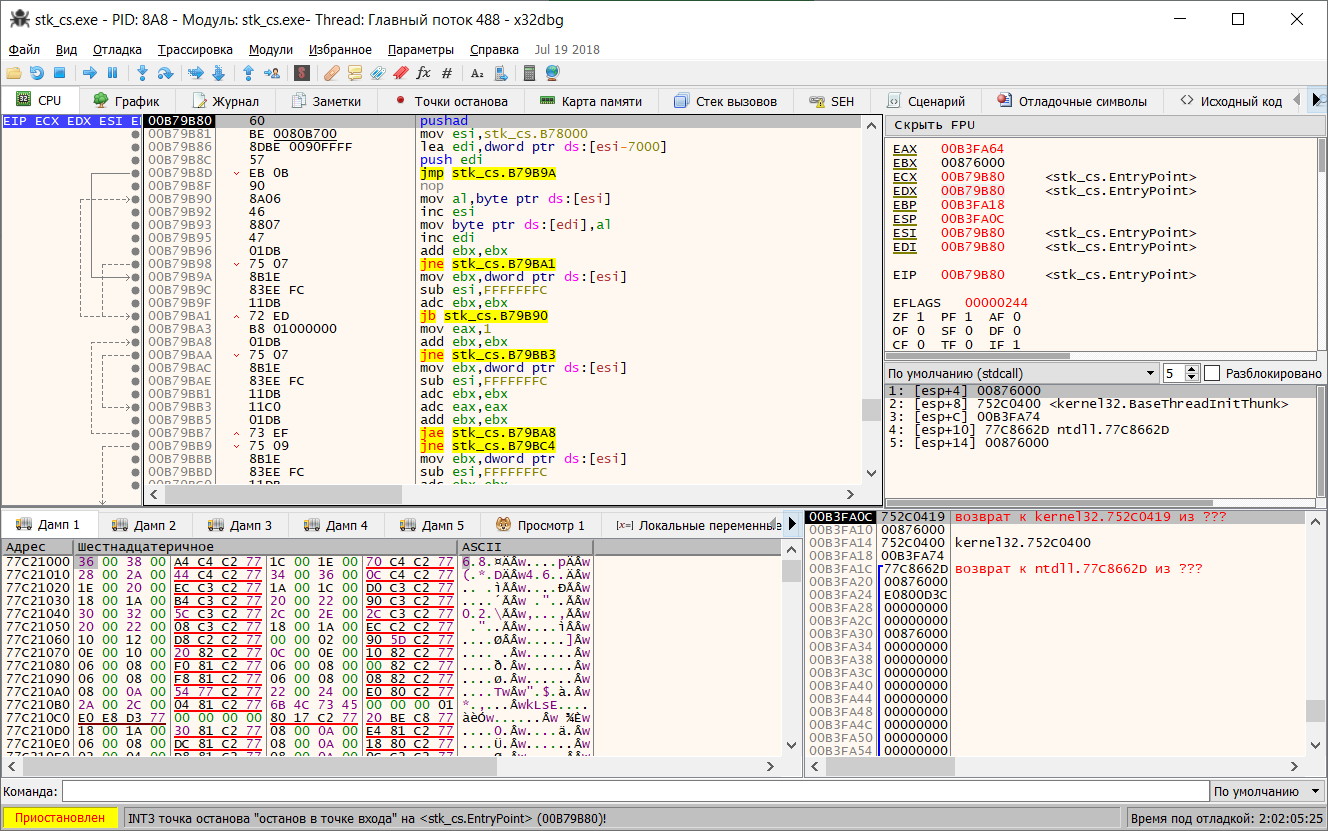 stk_cs.exe - PID: 8A8 - Модуль: stk_cs.exe- Thread: Главный поток 488 - x32dbg
Файл Вид Отладка Трассировка Модули Избранное Параметры Справка Jul 19 2018
CPU График Журнал Заметки Точки останова Карта памяти Стек вызовов SEH Сценарий Отладочные символы Исходный код
EIP ECX EDX ESI
00B79B80 60 pushad
00B79B81 BE 0080B700 mov esi,stk_cs.B78000
00B79B86 8DBE 0090FFFF lea edi,dword ptr ds:[esi-7000]
00B79B8C 57 push edi
00B79B8D EB 0B jmp stk_cs.B79B9A
00B79B8F 90 nop
00B79B90 8A06 mov al,byte ptr ds:[esi]
00B79B92 46 inc esi
00B79B93 8807 mov byte ptr ds:[edi],al
00B79B95 47 inc edi
00B79B96 01DB add ebx,ebx
00B79B98 75 07 jne stk_cs.B79BA1
00B79B9A 8B1E mov ebx,dword ptr ds:[esi]
00B79B9C 83EE FC sub esi,FFFFFFFC
00B79B9F 11DB adc ebx,ebx
00B79BA1 72 ED jb stk_cs.B79B90
00B79BA3 B8 01000000 mov eax,1
00B79BA8 01DB add ebx,ebx
00B79BAA 75 07 jne stk_cs.B79BB3
00B79BAC 8B1E mov ebx,dword ptr ds:[esi]
00B79BAE 83EE FC sub esi,FFFFFFFC
00B79BB1 11DB adc ebx,ebx
00B79BB3 11C0 adc eax,eax
00B79BB5 01DB add ebx,ebx
00B79BB7 73 EF jae stk_cs.B79BA8
00B79BB9 75 09 jne stk_cs.B79BC4
00B79BBB 8B1E mov ebx,dword ptr ds:[esi]
00B79BBD 83EE FC sub esi,FFFFFFFC
Скрыть FPU
EAX 00B3FA64
EBX 00876000
ECX 00B79B80 <stk_cs.EntryPoint>
EDX 00B79B80 <stk_cs.EntryPoint>
EBP 00B3FA18
ESP 00B3FA0C
ESI 00B79B80 <stk_cs.EntryPoint>
EDI 00B79B80 <stk_cs.EntryPoint>
EIP 00B79B80 <stk_cs.EntryPoint>
EFLAGS 00000244
ZF 1 PF 1 AF 0
OF 0 SF 0 DF 0
CF 0 TF 0 IF 1
По умолчанию (stdcall) 5 Разблокировано
1: [esp+4] 00876000
2: [esp+8] 752C0400 <kernel32.BaseThreadInitThunk>
3: [esp+C] 00B3FA74
4: [esp+10] 77C8662D ntdll.77C8662D
5: [esp+14] 00876000
Дамп 1 Дамп 2 Дамп 3 Дамп 4 Дамп 5 Просмотр 1 [x=] Локальные переменные
Адрес Шестнадцатеричное ASCII
77C21000 36 00 38 00 A4 C4 C2 77 1C 00 1E 00 70 C4 C2 77 6.8.¤ÄÂw....pÄÂw
77C21010 28 00 2A 00 44 C4 C2 77 34 00 36 00 0C C4 C2 77 (.*.DÄÂw4.6..ÄÂw
77C21020 1E 00 20 00 EC C3 C2 77 1A 00 1C 00 D0 C3 C2 77 .. .ìÃÂw....ÐÃÂw
77C21030 18 00 1A 00 B4 C3 C2 77 20 00 22 00 90 C3 C2 77 ....´ÃÂw ."..ÃÂw
77C21040 30 00 32 00 5C C3 C2 77 2C 00 2E 00 2C C3 C2 77 0.2.\ÃÂw,...,ÃÂw
77C21050 20 00 22 00 08 C3 C2 77 18 00 1A 00 EC C2 C2 77 ."..ÃÂw....ìÂÂw
77C21060 10 00 12 00 D8 C2 C2 77 00 00 02 00 90 5D C2 77 ....ØÂÂw.....]Âw
77C21070 0E 00 10 00 20 82 C2 77 0C 00 0E 00 10 82 C2 77 .... .Âw......Âw
77C21080 06 00 08 00 F0 81 C2 77 06 00 08 00 00 82 C2 77 ....ð.Âw......Âw
77C21090 06 00 08 00 F8 81 C2 77 06 00 08 00 08 82 C2 77 ....ø.Âw......Âw
77C210A0 08 00 0A 00 54 77 C2 77 22 00 24 00 E0 80 C2 77 ....TwÂw".$.à.Âw
77C210B0 2A 00 2C 00 04 81 C2 77 6B 4C 73 45 00 00 00 01 *.,...ÂwkLsE....
77C210C0 E0 E8 D3 77 00 00 00 00 80 17 C2 77 20 BE C8 77 àèÓw......Âw ¾Èw
77C210D0 18 00 1A 00 30 81 C2 77 08 00 0A 00 E4 81 C2 77 ....0.Âw....ä.Âw
77C210E0 06 00 08 00 DC 81 C2 77 08 00 0A 00 18 80 C2 77 ....Ü.Âw......Âw
00B3FA0C 752C0419 возврат к kernel32.752C0419 из ???
00B3FA10 00876000
00B3FA14 752C0400 kernel32.752C0400
00B3FA18 00B3FA74
00B3FA1C 77C8662D возврат к ntdll.77C8662D из ???
00B3FA20 00876000
00B3FA24 E0800D3C
00B3FA28 00000000
00B3FA2C 00000000
00B3FA30 00876000
00B3FA34 00000000
00B3FA38 00000000
00B3FA3C 00000000
00B3FA40 00000000
00B3FA44 00000000
00B3FA48 00000000
00B3FA4C 00000000
00B3FA50 00000000
00B3FA54 00000000
Команда: По умолчанию
Приостановлен INT3 точка останова "останов в точке входа" на <stk_cs.EntryPoint> (00B79B80)! Время под отладкой: 2:02:05:25